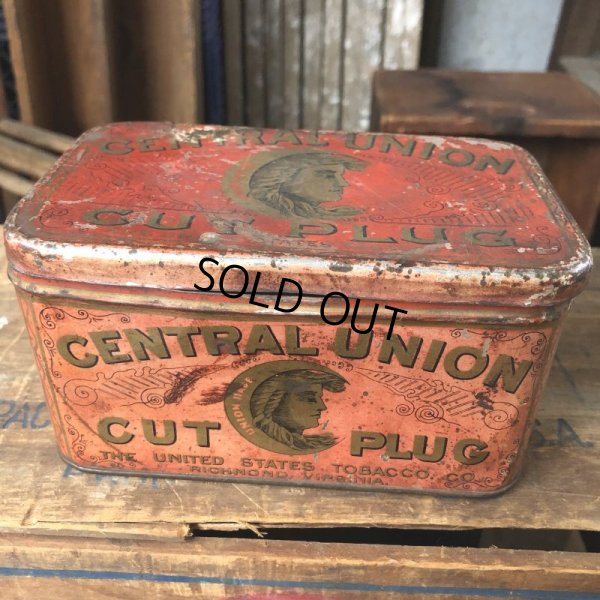 CENTRAL UNION
CUT PLUG
SOLD OUT
CENTRAL UNION
CUT PLUG
THE UNITED STATES TOBACCO CO.
RICHMOND, VIRGINIA.